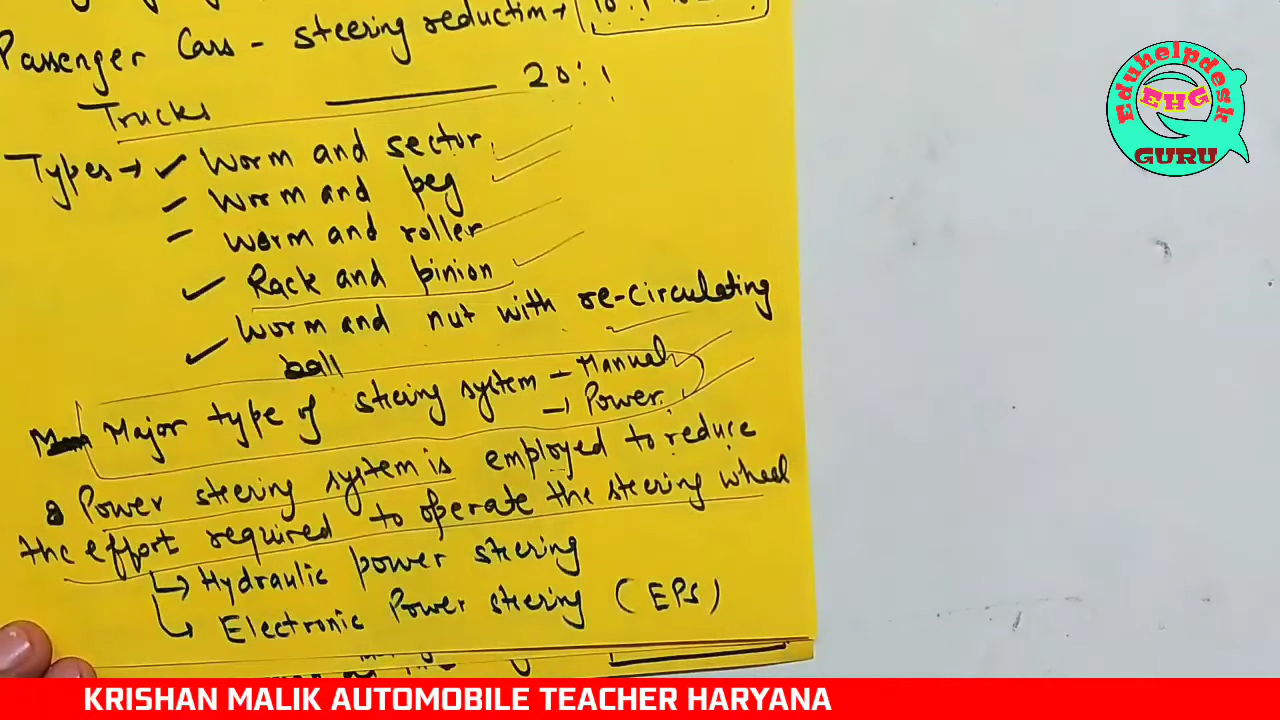 Passenger Cars - steering reduction →
Trucks ——— 20:1
Types → ✓ Worm and sector
- Worm and peg
- worm and roller
✓ Rack and pinion
✓ Worm and nut with re-circulating
ball
Major type of steering system - Manual
→ Power.
Power steering system is employed to reduce
the effort required to operate the steering wheel
↳ Hydraulic power steering
↳ Electronic Power steering (EPS)
Eduhelpdesk
EHG
GURU
KRISHAN MALIK AUTOMOBILE TEACHER HARYANA